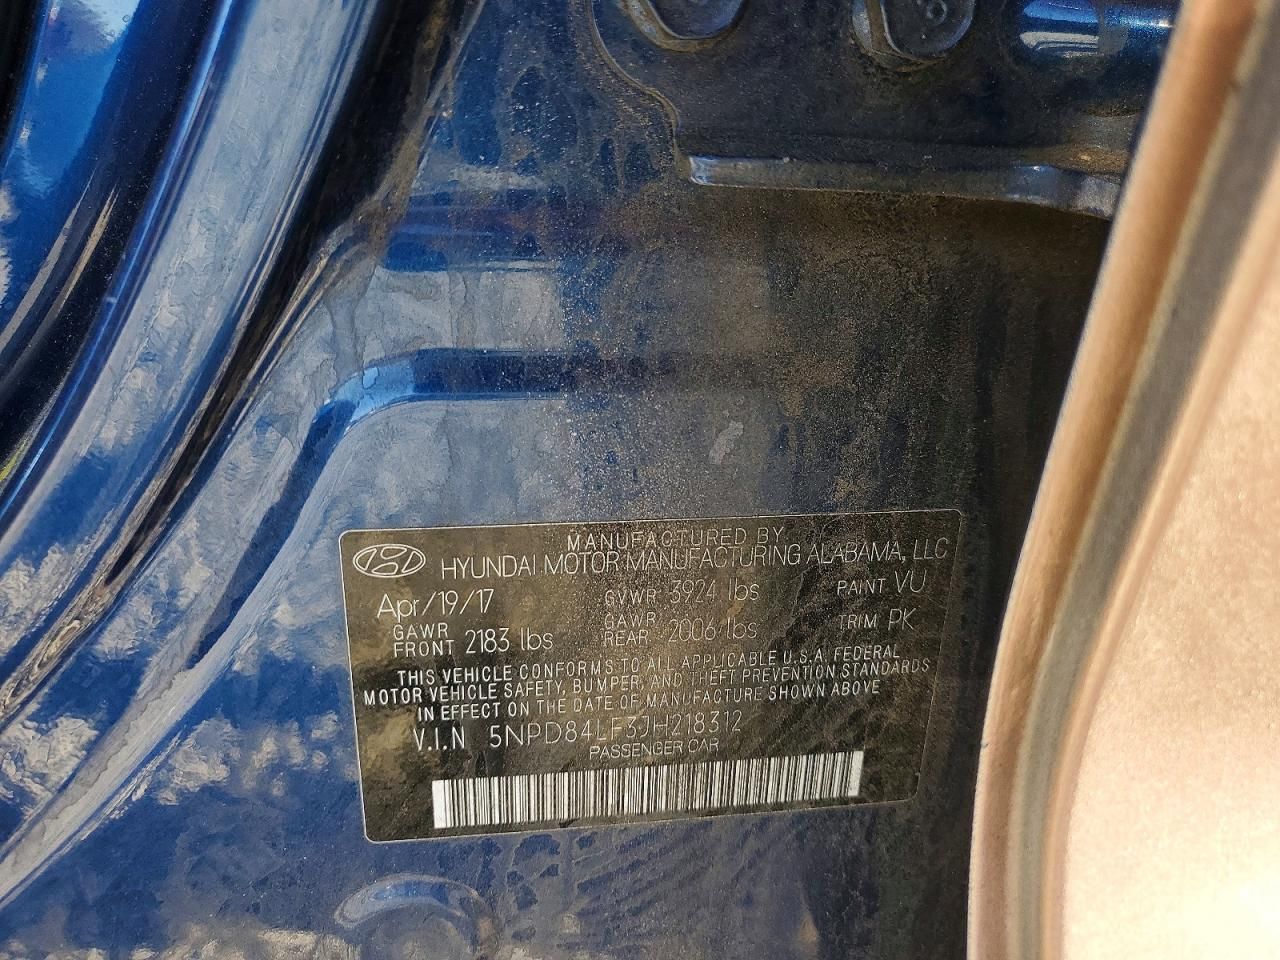 MANUFACTURED BY
HYUNDAI MOTOR MANUFACTURING ALABAMA, LLC
Apr/19/17 GVWR 3924 lbs PAINT VU
GAWR FRONT 2183 lbs GAWR REAR 2006 lbs TRIM PK
THIS VEHICLE CONFORMS TO ALL APPLICABLE U.S.A. FEDERAL
MOTOR VEHICLE SAFETY, BUMPER, AND THEFT PREVENTION STANDARDS
IN EFFECT ON THE DATE OF MANUFACTURE SHOWN ABOVE
V.I.N 5NPD84LF3JH218312
PASSENGER CAR